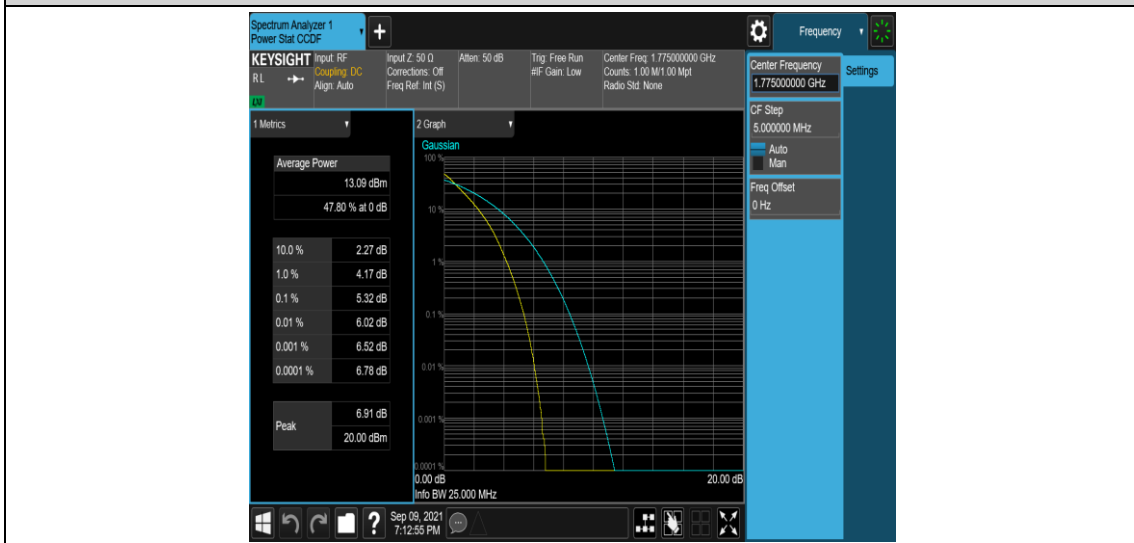 Spectrum Analyzer 1
Power Stat CCDF
+
Frequency
KEYSIGHT
R L
LXI
Input: RF
Coupling: DC
Align: Auto
Input Z: 50 Ω
Corrections: Off
Freq Ref: Int (S)
Atten: 50 dB
Trig: Free Run
#IF Gain: Low
Center Freq: 1.775000000 GHz
Counts: 1.00 M/1.00 Mpt
Radio Std: None
Center Frequency
1.775000000 GHz
Settings
CF Step
5.000000 MHz
Auto
Man
Freq Offset
0 Hz
1 Metrics
Average Power
13.09 dBm
47.80 % at 0 dB
10.0 % 2.27 dB
1.0 % 4.17 dB
0.1 % 5.32 dB
0.01 % 6.02 dB
0.001 % 6.52 dB
0.0001 % 6.78 dB
Peak
6.91 dB
20.00 dBm
2 Graph
Gaussian
100 %
10 %
1 %
0.1 %
0.01 %
0.001 %
0.0001 %
0.00 dB 20.00 dB
Info BW 25.000 MHz
?
Sep 09, 2021
7:12:55 PM